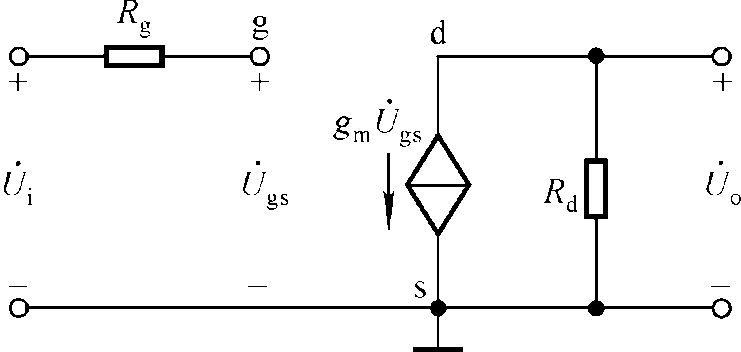 R_g g d
+ + +
g_m U̇_gs
U̇_i U̇_gs R_d U̇_o
− − s −